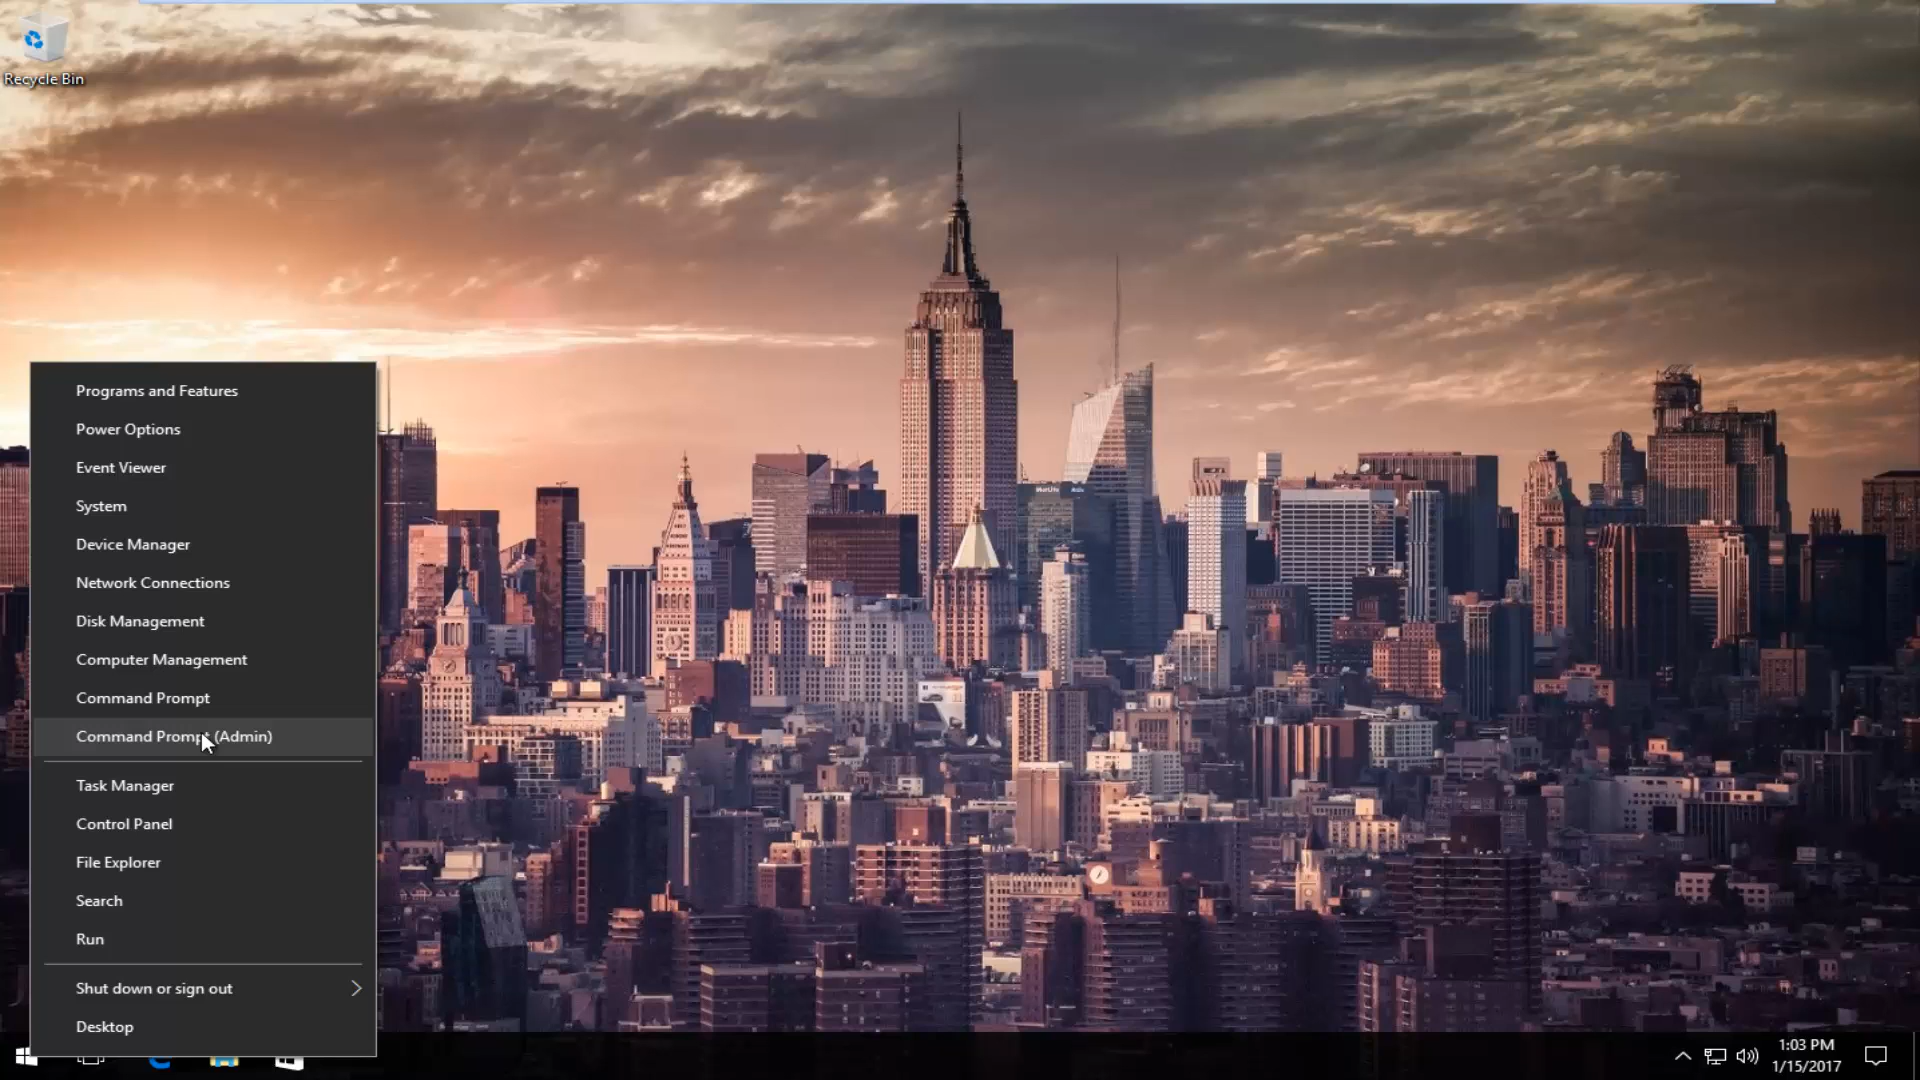 Recycle Bin
Programs and Features
Power Options
Event Viewer
System
Device Manager
Network Connections
Disk Management
Computer Management
Command Prompt
Command Prompt (Admin)
Task Manager
Control Panel
File Explorer
Search
Run
Shut down or sign out
Desktop
1:03 PM
1/15/2017